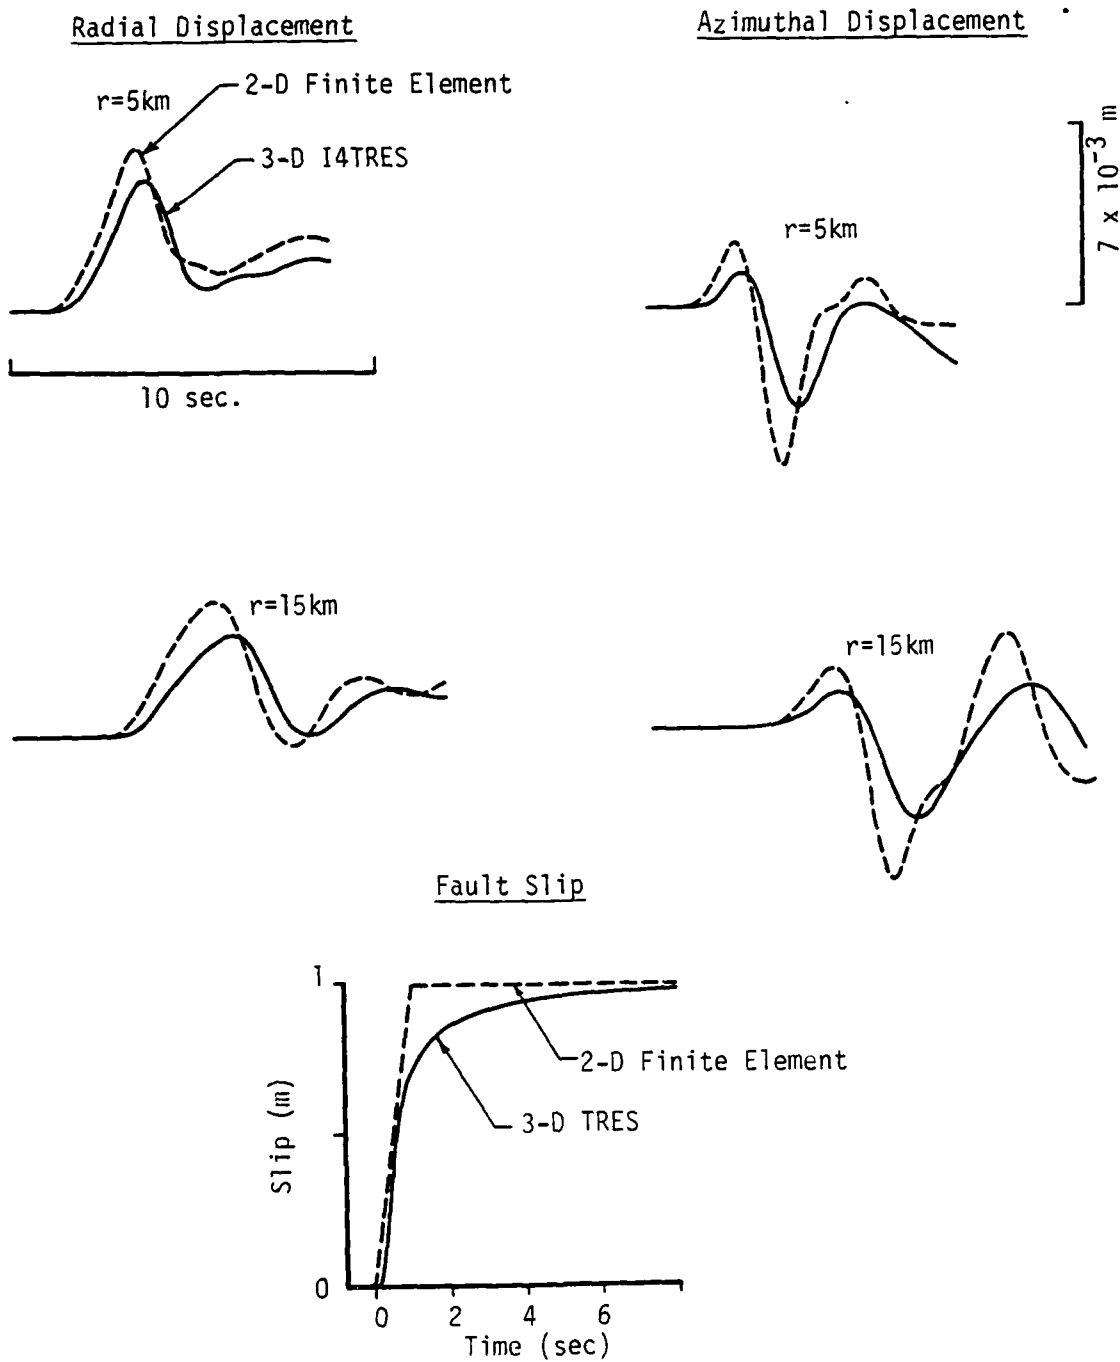 Radial Displacement
Azimuthal Displacement
r=5km
2-D Finite Element
3-D I4TRES
10 sec.
r=5km
7 x 10-3 m
r=15km
r=15km
Fault Slip
1
0
Slip (m)
2-D Finite Element
3-D TRES
0 2 4 6
Time (sec)